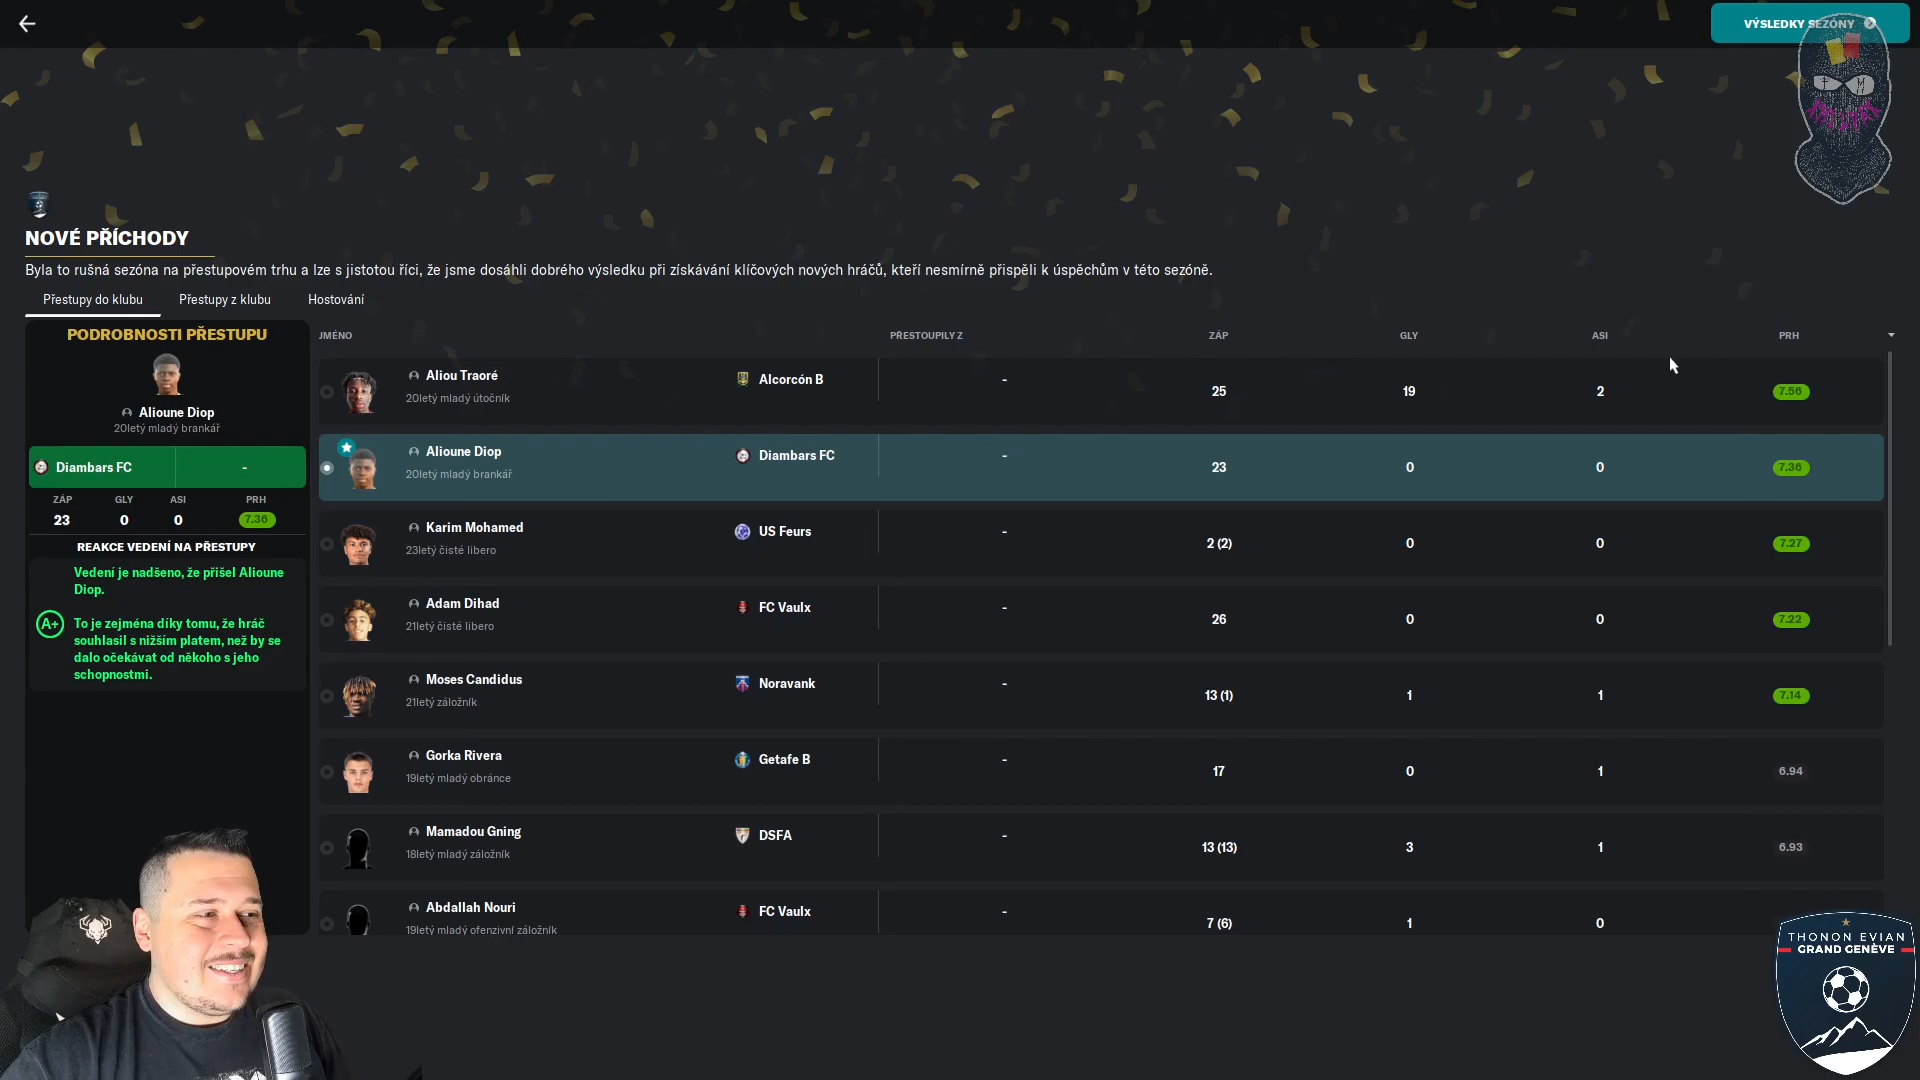 VÝSLEDKY SEZÓNY
NOVÉ PŘÍCHODY
Byla to rušná sezóna na přestupovém trhu a lze s jistotou říci, že jsme dosáhli dobrého výsledku při získávání klíčových nových hráčů, kteří nesmírně přispěli k úspěchům v této sezóně.
Přestupy do klubu Přestupy z klubu Hostování
PODROBNOSTI PŘESTUPU
Alioune Diop
20letý mladý brankář
Diambars FC -
ZÁP GLY ASI PRH
23 0 0 7.36
REAKCE VEDENÍ NA PŘESTUPY
Vedení je nadšeno, že přišel Alioune
Diop.
A+
To je zejména díky tomu, že hráč
souhlasil s nižším platem, než by se
dalo očekávat od někoho s jeho
schopnostmi.
JMÉNO PŘESTOUPILY Z ZÁP GLY ASI PRH
Aliou Traoré Alcorcón B - 25 19 2 7.56
20letý mladý útočník
Alioune Diop Diambars FC - 23 0 0 7.36
20letý mladý brankář
Karim Mohamed US Feurs - 2 (2) 0 0 7.27
23letý čisté libero
Adam Dihad FC Vaulx - 26 0 0 7.22
21letý čisté libero
Moses Candidus Noravank - 13 (1) 1 1 7.14
21letý záložník
Gorka Rivera Getafe B - 17 0 1 6.94
19letý mladý obránce
Mamadou Gning DSFA - 13 (13) 3 1 6.93
18letý mladý záložník
Abdallah Nouri FC Vaulx - 7 (6) 1 0
19letý mladý ofenzivní záložník
THONON EVIAN
GRAND GENÈVE